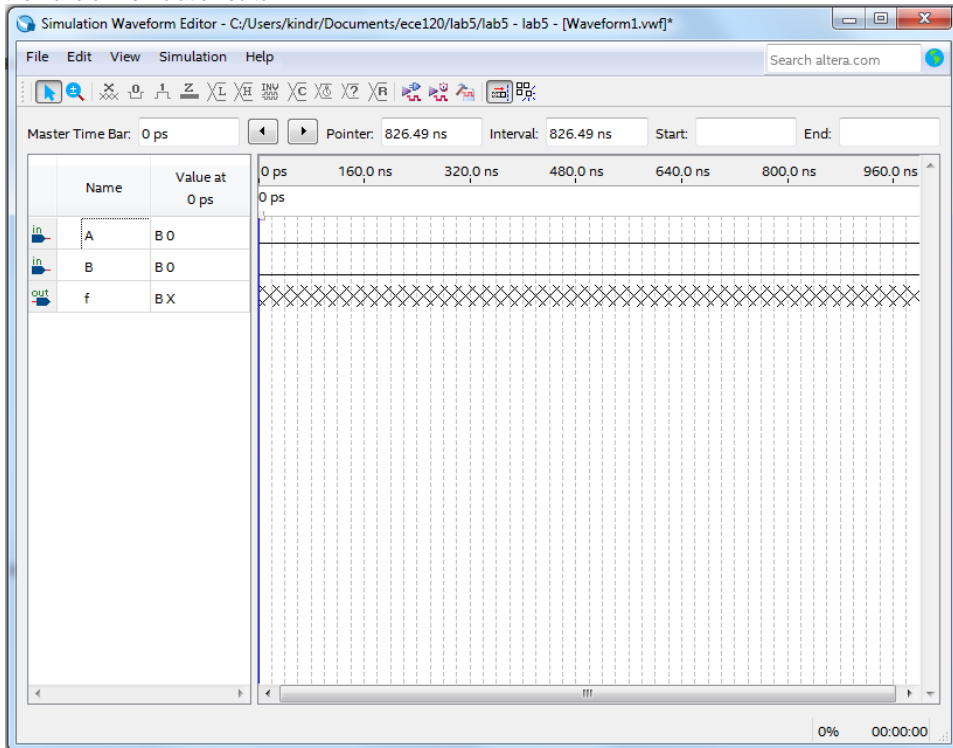 Simulation Waveform Editor - C:/Users/kindr/Documents/ece120/lab5/lab5 - lab5 - [Waveform1.vwf]*
File Edit View Simulation Help
Search altera.com
Master Time Bar: 0 ps Pointer: 826.49 ns Interval: 826.49 ns Start: End:
Name Value at 0 ps
0 ps 160.0 ns 320.0 ns 480.0 ns 640.0 ns 800.0 ns 960.0 ns
0 ps
in A B 0
in B B 0
out f B X
0% 00:00:00